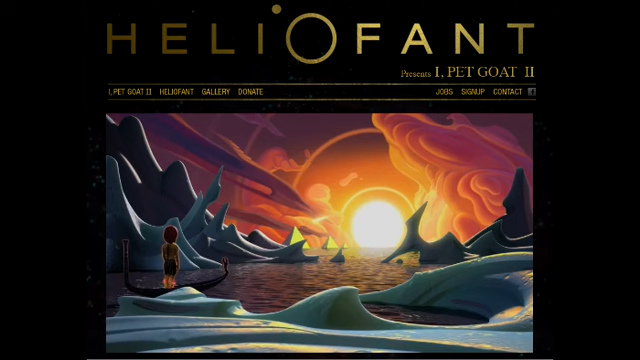 HELIOFANT
Presents I, PET GOAT II
I, PET GOAT II HELIOFANT GALLERY DONATE JOBS SIGNUP CONTACT